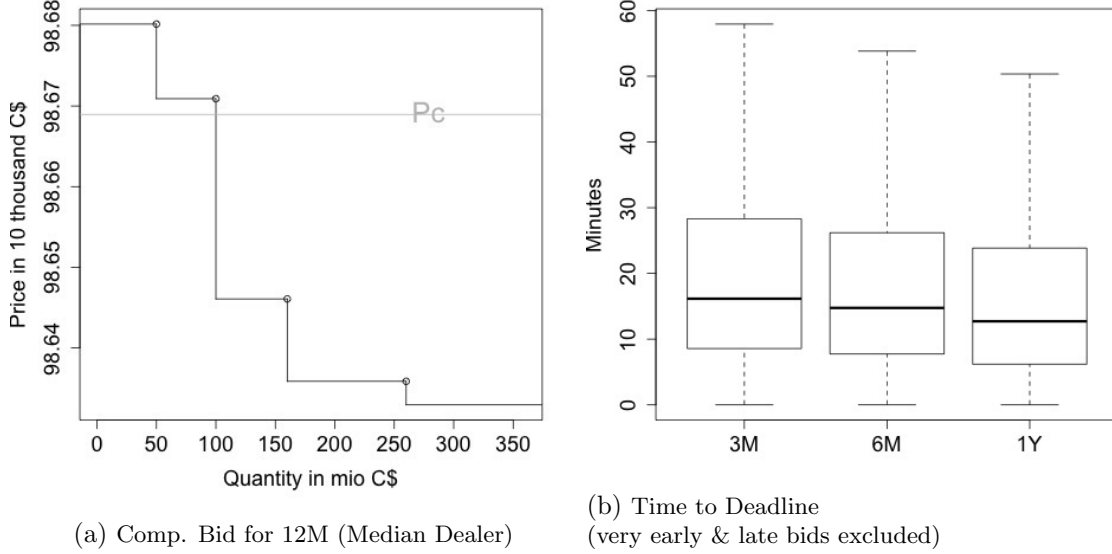 Price in 10 thousand C$
98.68
98.67
98.66
98.65
98.64
Pc
0 50 100 150 200 250 300 350
Quantity in mio C$
(a) Comp. Bid for 12M (Median Dealer)
Minutes
60
50
40
30
20
10
0
3M 6M 1Y
(b) Time to Deadline
(very early & late bids excluded)